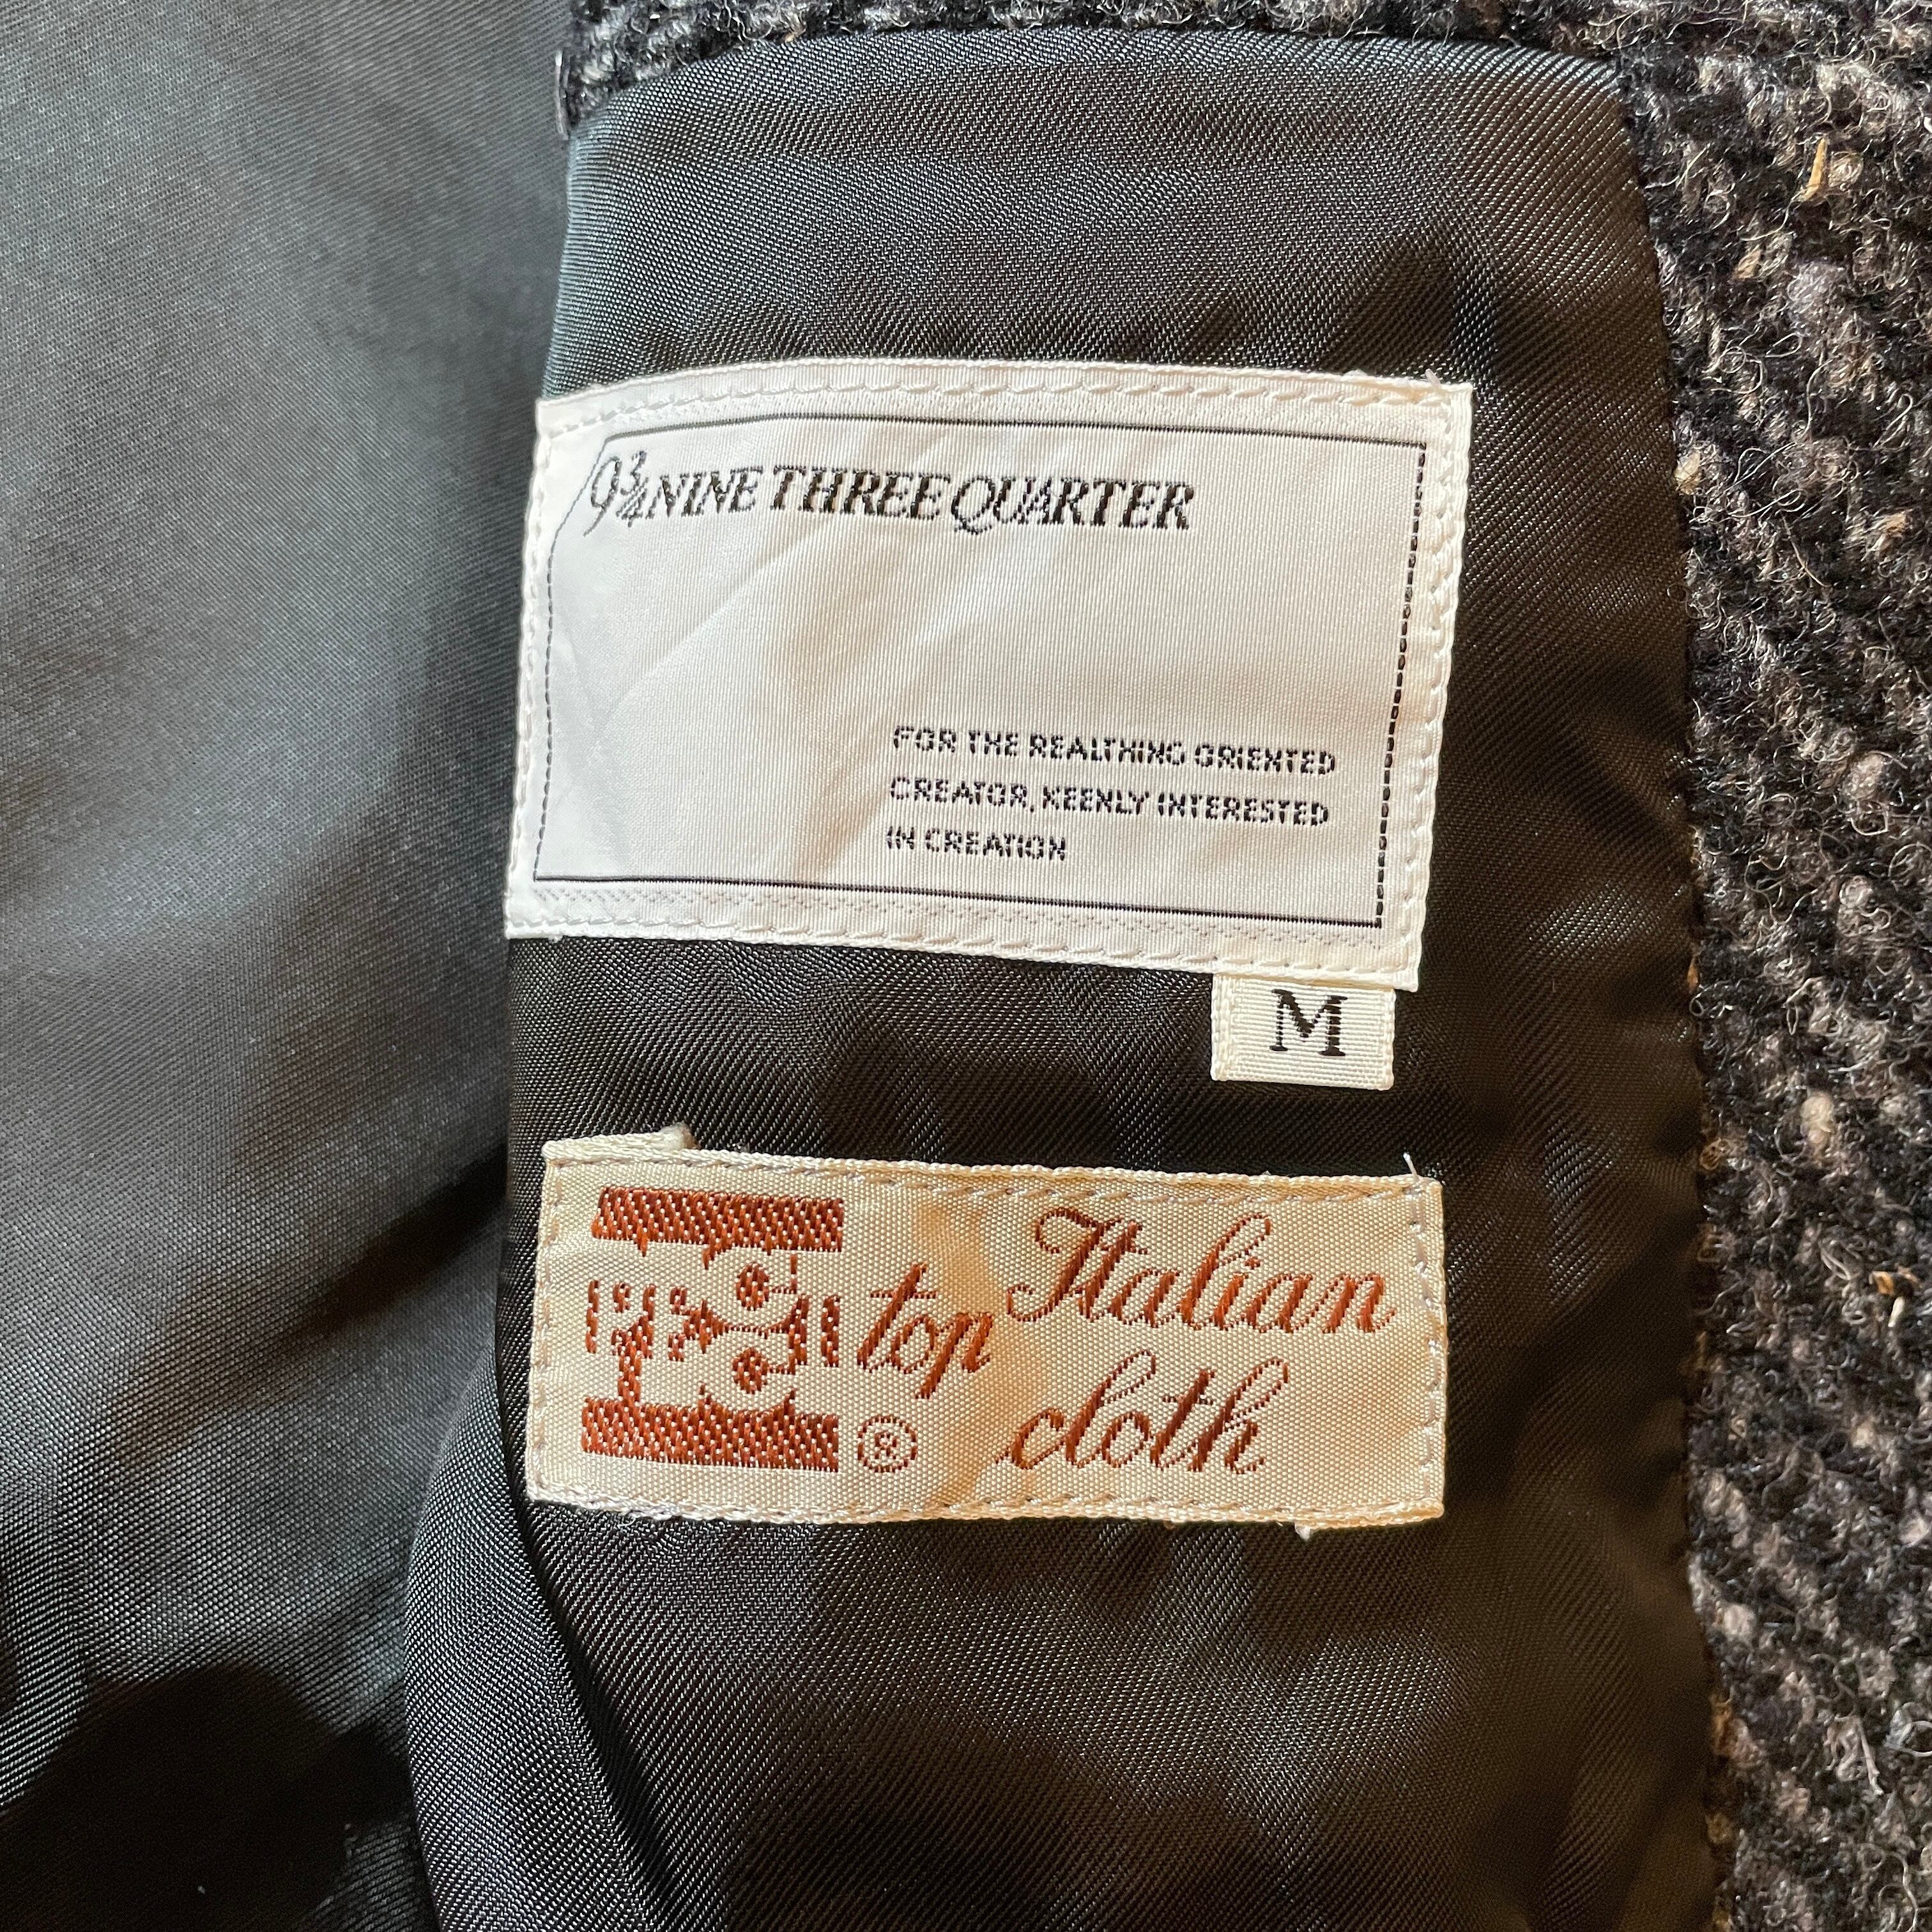 9¾ NINE THREE QUARTER
FOR THE REALTHING ORIENTED
CREATOR, KEENLY INTERESTED
IN CREATION
M
top Italian
cloth
®